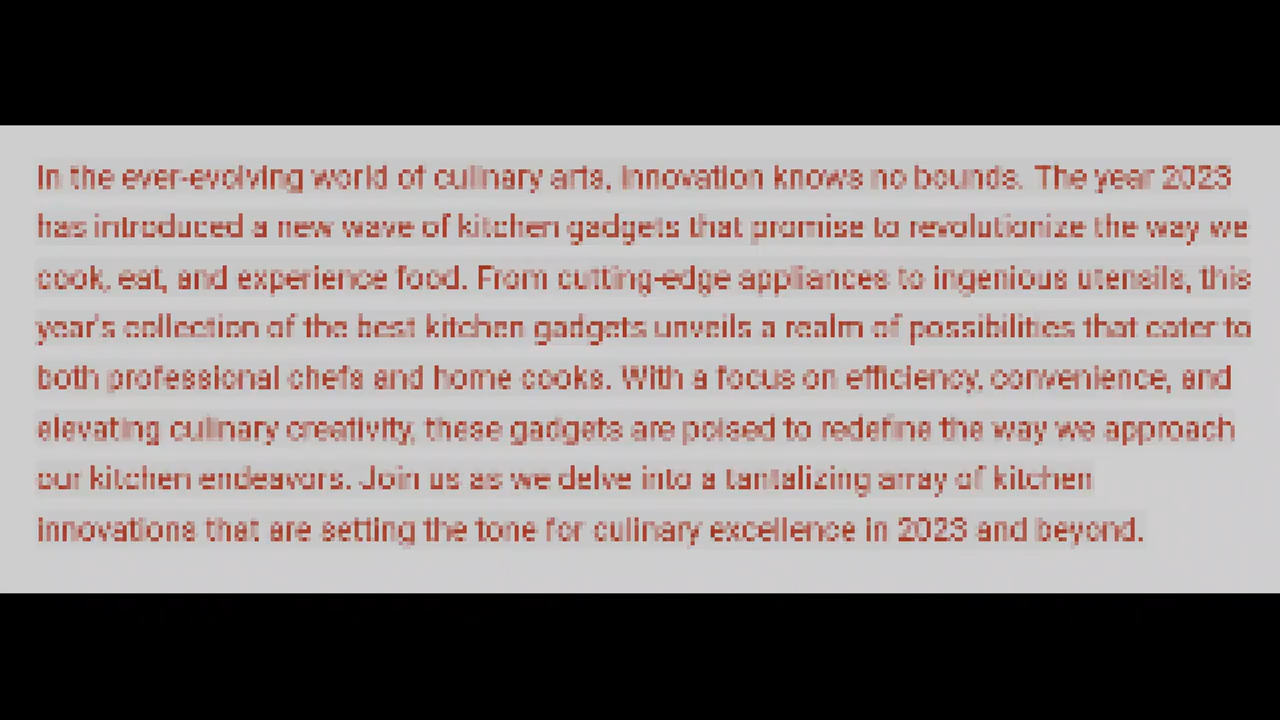 In the ever-evolving world of culinary arts, innovation knows no bounds. The year 2023
has introduced a new wave of kitchen gadgets that promise to revolutionize the way we
cook, eat, and experience food. From cutting-edge appliances to ingenious utensils, this
year's collection of the best kitchen gadgets unveils a realm of possibilities that cater to
both professional chefs and home cooks. With a focus on efficiency, convenience, and
elevating culinary creativity, these gadgets are poised to redefine the way we approach
our kitchen endeavors. Join us as we delve into a tantalizing array of kitchen
innovations that are setting the tone for culinary excellence in 2023 and beyond.